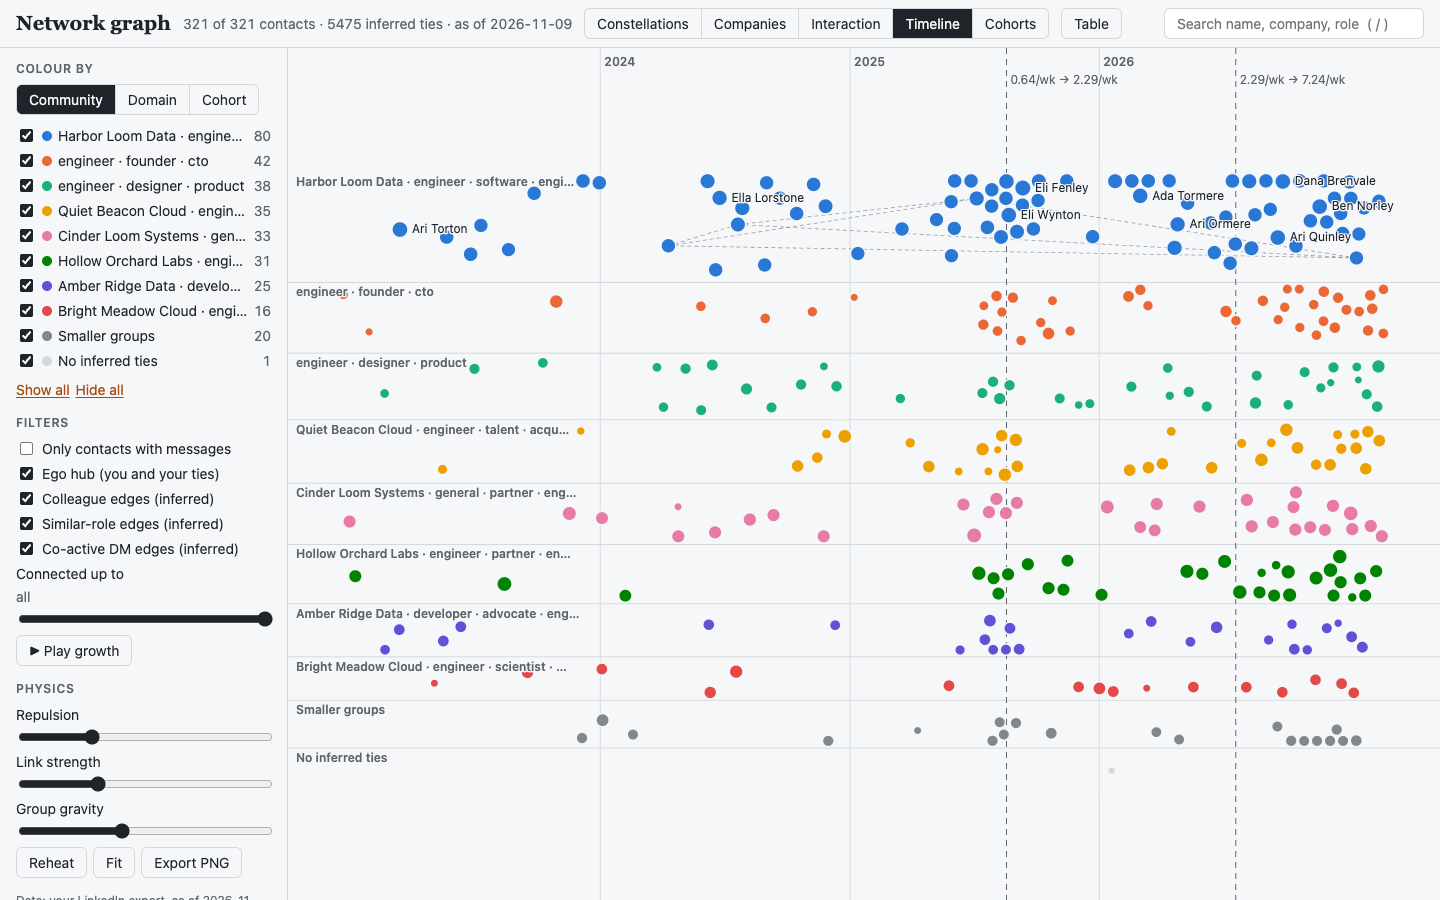 Network graph
321 of 321 contacts · 5475 inferred ties · as of 2026-11-09
Constellations
Companies
Interaction
Timeline
Cohorts
Table
Search name, company, role ( / )
COLOUR BY
Community
Domain
Cohort
Harbor Loom Data · engine... 80
engineer · founder · cto 42
engineer · designer · product 38
Quiet Beacon Cloud · engin... 35
Cinder Loom Systems · gen... 33
Hollow Orchard Labs · engi... 31
Amber Ridge Data · develo... 25
Bright Meadow Cloud · engi... 16
Smaller groups 20
No inferred ties 1
Show all Hide all
FILTERS
Only contacts with messages
Ego hub (you and your ties)
Colleague edges (inferred)
Similar-role edges (inferred)
Co-active DM edges (inferred)
Connected up to
all
▶ Play growth
PHYSICS
Repulsion
Link strength
Group gravity
Reheat
Fit
Export PNG
Data: your LinkedIn export, as of 2026-11-
2024
2025
2026
0.64/wk → 2.29/wk
2.29/wk → 7.24/wk
Harbor Loom Data · engineer · software · engi...
Dana Brenvale
Eli Fenley
Ella Lorstone
Ada Tormere
Ben Norley
Eli Wynton
Ari Ormere
Ari Torton
Ari Quinley
engineer · founder · cto
engineer · designer · product
Quiet Beacon Cloud · engineer · talent · acqu...
Cinder Loom Systems · general · partner · eng...
Hollow Orchard Labs · engineer · partner · en...
Amber Ridge Data · developer · advocate · eng...
Bright Meadow Cloud · engineer · scientist · ...
Smaller groups
No inferred ties